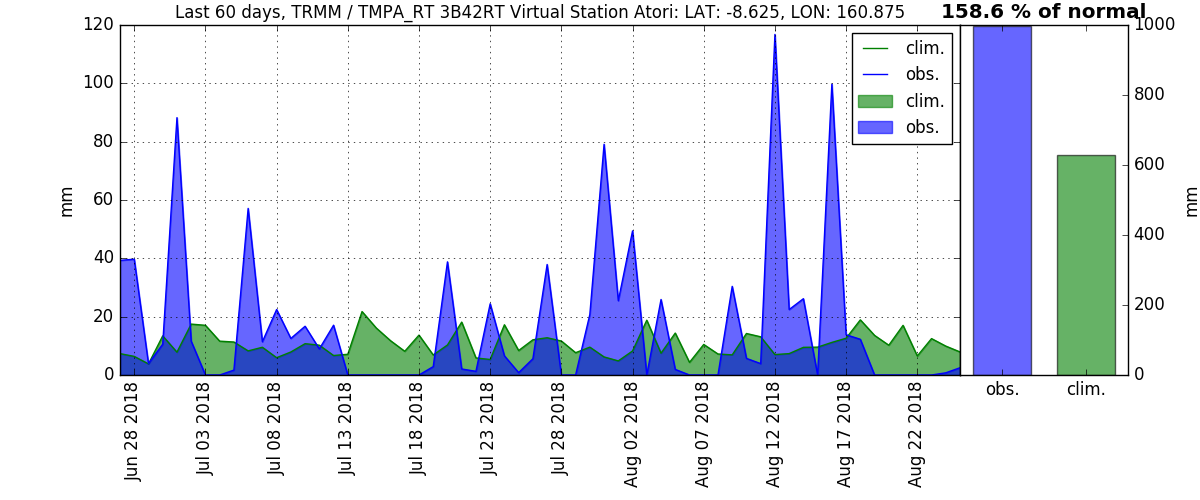 Last 60 days, TRMM / TMPA_RT 3B42RT Virtual Station Atori: LAT: -8.625, LON: 160.875
158.6 % of normal
120
100
80
60
40
20
0
mm
clim.
obs.
clim.
obs.
Jun 28 2018
Jul 03 2018
Jul 08 2018
Jul 13 2018
Jul 18 2018
Jul 23 2018
Jul 28 2018
Aug 02 2018
Aug 07 2018
Aug 12 2018
Aug 17 2018
Aug 22 2018
1000
800
600
400
200
0
mm
obs.
clim.